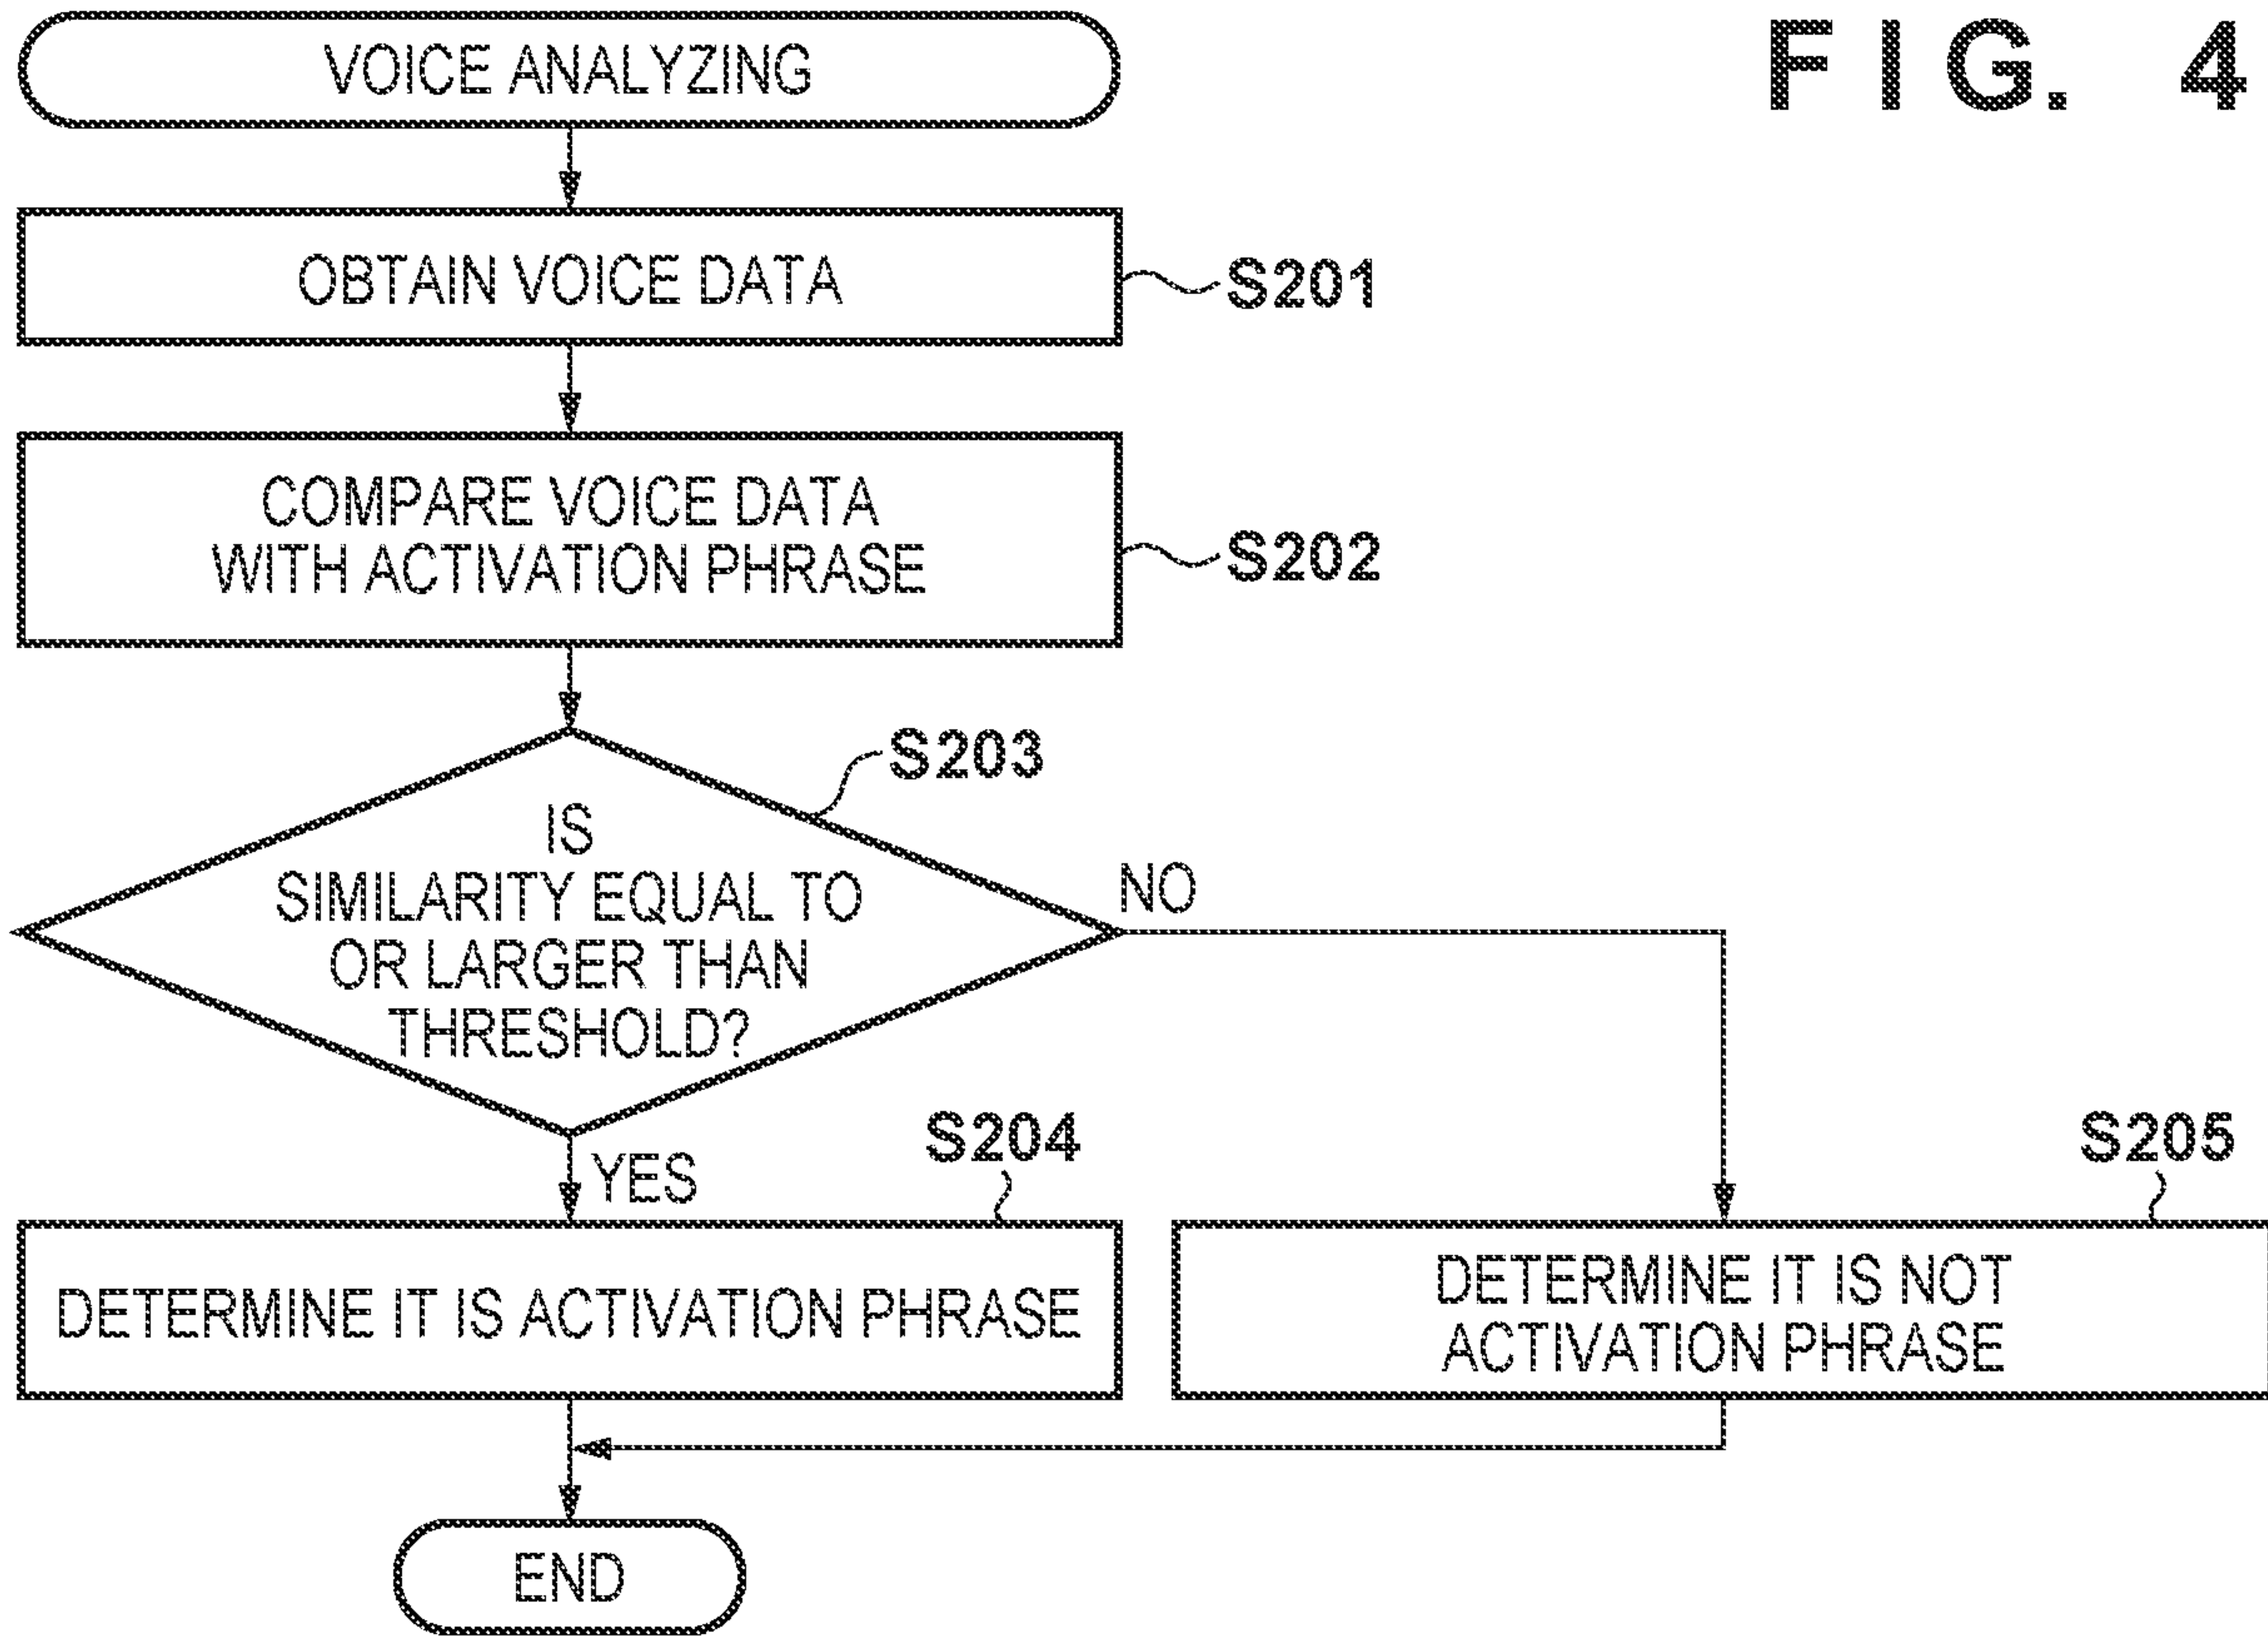 FIG. 4
VOICE ANALYZING
OBTAIN VOICE DATA
S201
COMPARE VOICE DATA
WITH ACTIVATION PHRASE
S202
S203
IS
SIMILARITY EQUAL TO
OR LARGER THAN
THRESHOLD?
NO
YES
S204
DETERMINE IT IS ACTIVATION PHRASE
S205
DETERMINE IT IS NOT
ACTIVATION PHRASE
END